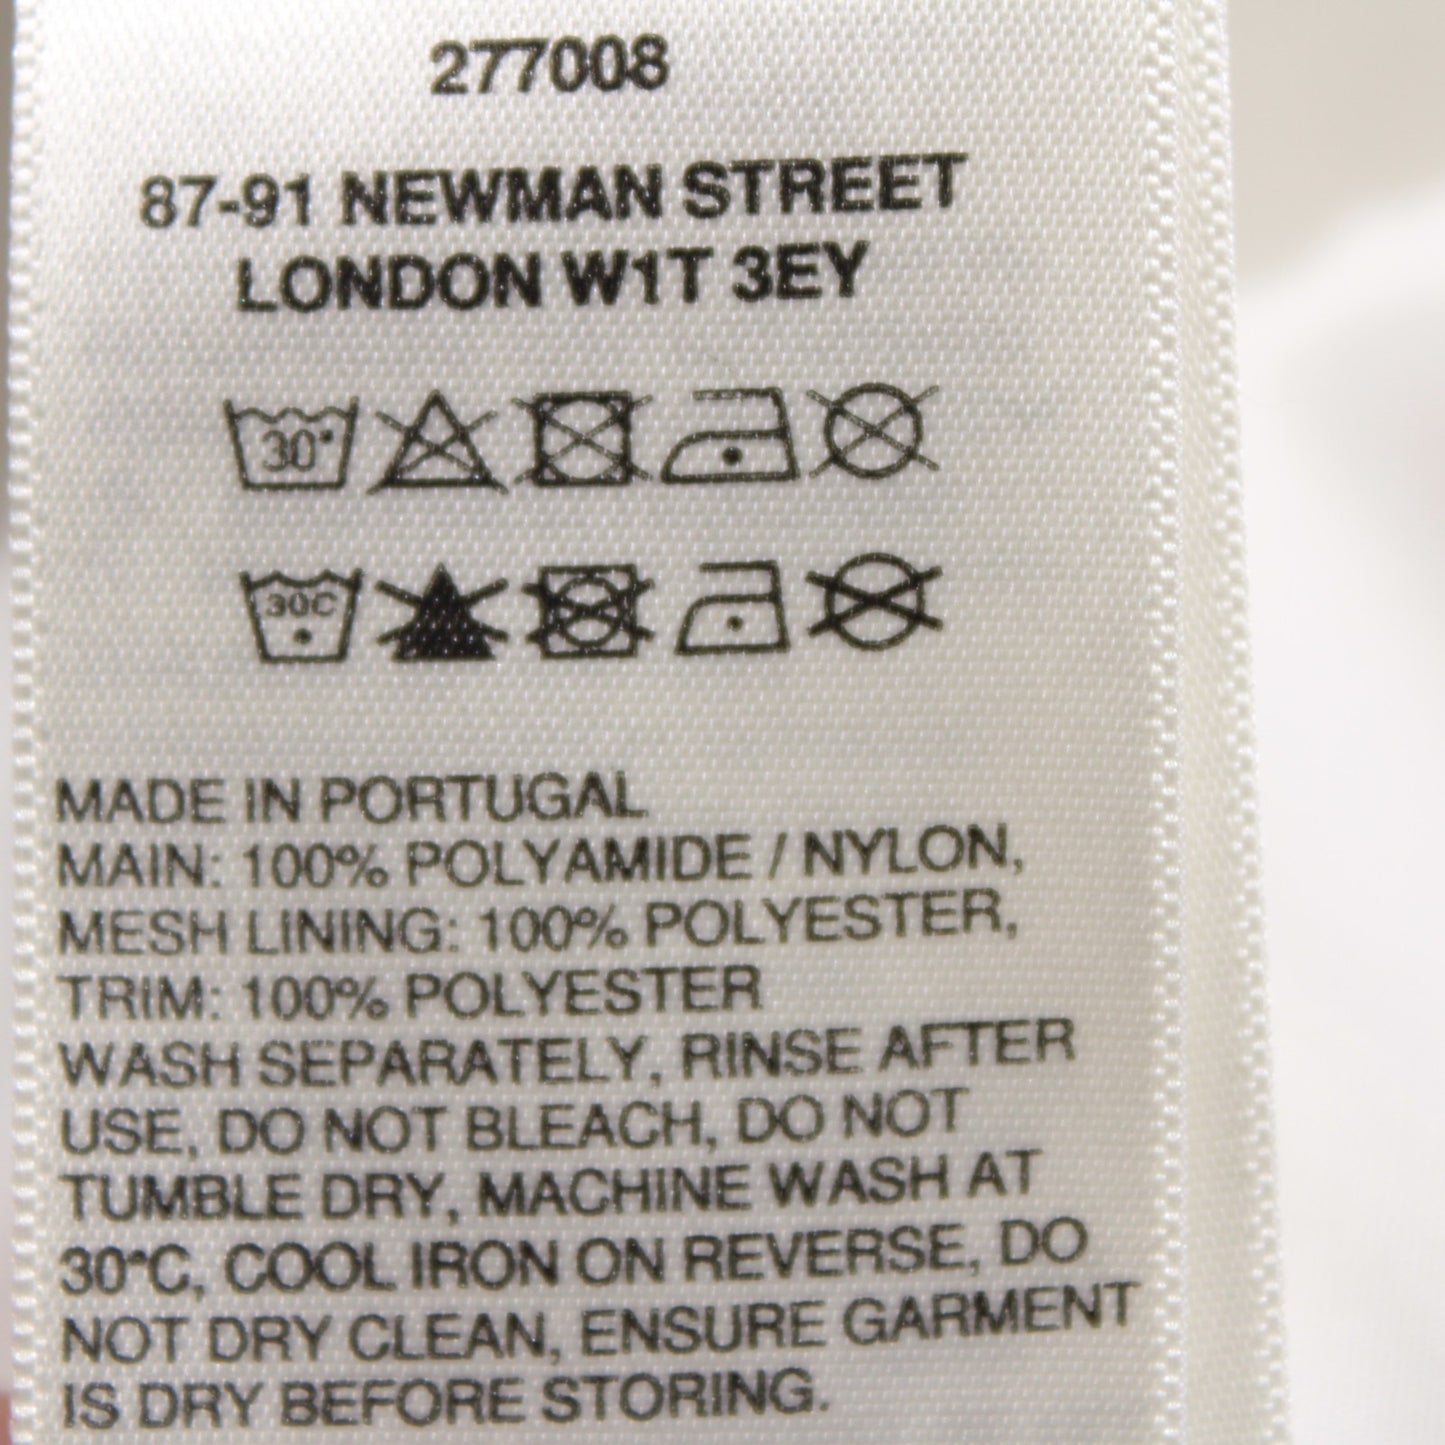 277008
87-91 NEWMAN STREET
LONDON W1T 3EY
30°
30C
MADE IN PORTUGAL
MAIN: 100% POLYAMIDE / NYLON,
MESH LINING: 100% POLYESTER,
TRIM: 100% POLYESTER
WASH SEPARATELY, RINSE AFTER
USE, DO NOT BLEACH, DO NOT
TUMBLE DRY, MACHINE WASH AT
30°C, COOL IRON ON REVERSE, DO
NOT DRY CLEAN, ENSURE GARMENT
IS DRY BEFORE STORING.